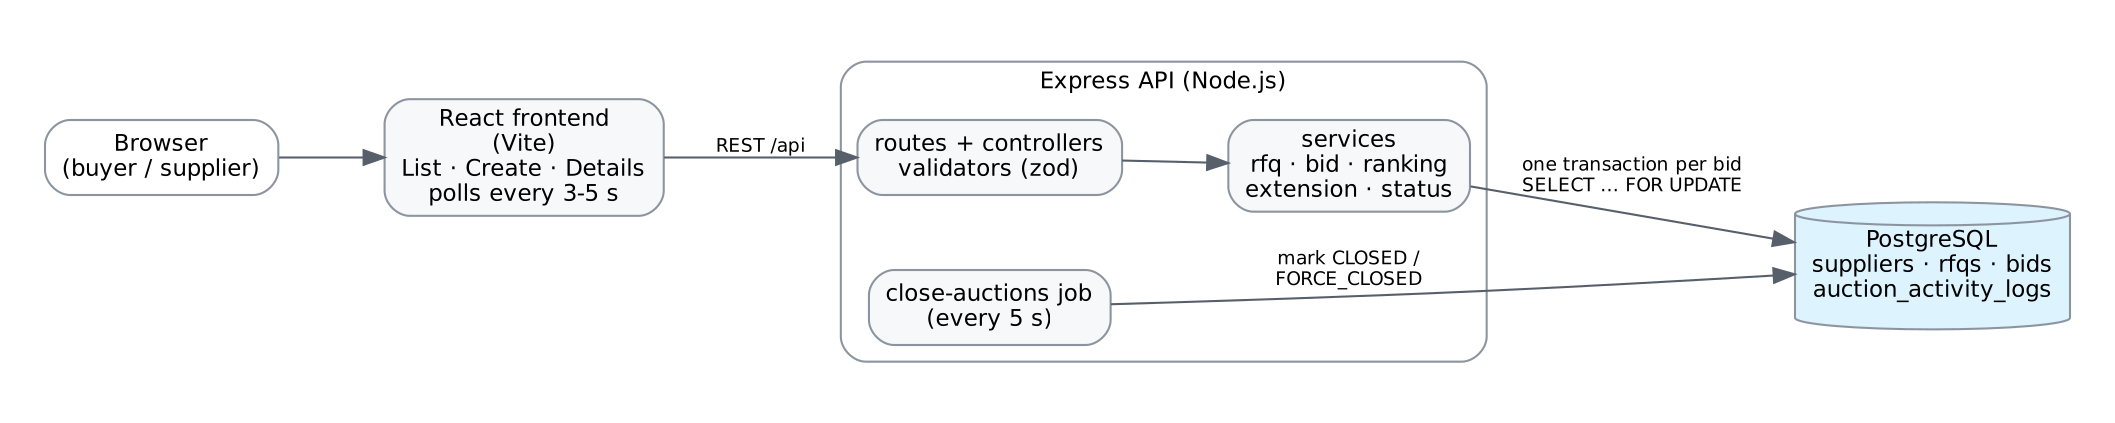 Browser
(buyer / supplier)
React frontend
(Vite)
List · Create · Details
polls every 3-5 s
REST /api
Express API (Node.js)
routes + controllers
validators (zod)
services
rfq · bid · ranking
extension · status
close-auctions job
(every 5 s)
mark CLOSED /
FORCE_CLOSED
one transaction per bid
SELECT ... FOR UPDATE
PostgreSQL
suppliers · rfqs · bids
auction_activity_logs